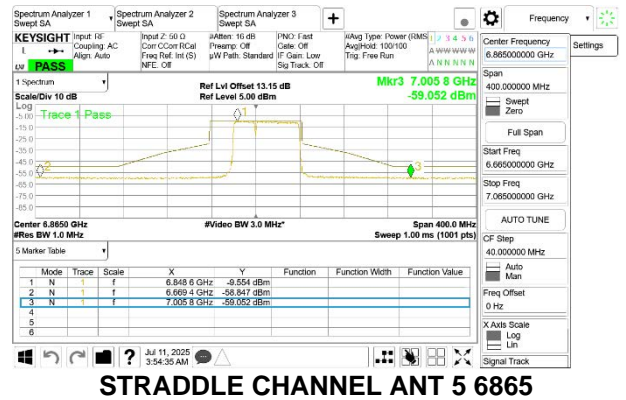 Spectrum Analyzer 1
Swept SA
Spectrum Analyzer 2
Swept SA
Spectrum Analyzer 3
Swept SA
+
Frequency
KEYSIGHT
L
LW PASS
Input: RF
Coupling: AC
Align: Auto
Input Z: 50 Ω
Corr CCorr RCal
Freq Ref: Int (S)
NFE: Off
#Atten: 16 dB
Preamp: Off
µW Path: Standard
PNO: Fast
Gate: Off
IF Gain: Low
Sig Track: Off
#Avg Type: Power (RMS)
Avg|Hold: 100/100
Trig: Free Run
1 2 3 4 5 6
A W W W W W
A N N N N N
1 Spectrum
Scale/Div 10 dB
Ref Lvl Offset 13.15 dB
Ref Level 5.00 dBm
Mkr3 7.005 8 GHz
-59.052 dBm
Log
Trace 1 Pass
-5.00
-15.0
-25.0
-35.0
-45.0
-55.0
-65.0
-75.0
-85.0
1
2
3
Center 6.8650 GHz
#Res BW 1.0 MHz
#Video BW 3.0 MHz*
Span 400.0 MHz
Sweep 1.00 ms (1001 pts)
5 Marker Table
Mode Trace Scale X Y Function Function Width Function Value
1 N 1 f 6.848 6 GHz -9.554 dBm
2 N 1 f 6.669 4 GHz -58.847 dBm
3 N 1 f 7.005 8 GHz -59.052 dBm
4
5
6
Jul 11, 2025
3:54:35 AM
Settings
Center Frequency
6.865000000 GHz
Span
400.000000 MHz
Swept
Zero
Full Span
Start Freq
6.665000000 GHz
Stop Freq
7.065000000 GHz
AUTO TUNE
CF Step
40.000000 MHz
Auto
Man
Freq Offset
0 Hz
X Axis Scale
Log
Lin
Signal Track
STRADDLE CHANNEL ANT 5 6865